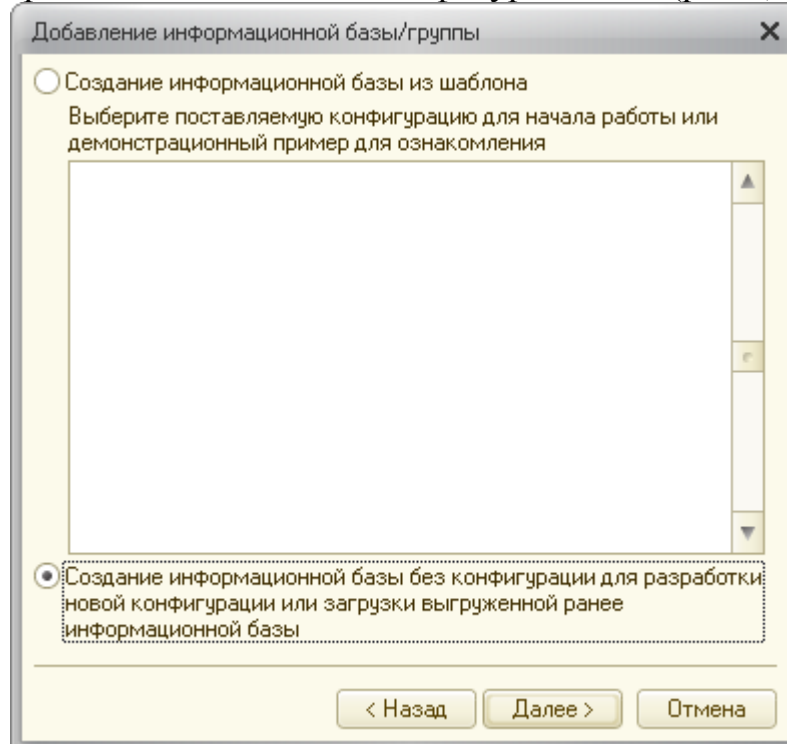 Добавление информационной базы/группы
Создание информационной базы из шаблона
Выберите поставляемую конфигурацию для начала работы или
демонстрационный пример для ознакомления
Создание информационной базы без конфигурации для разработки
новой конфигурации или загрузки выгруженной ранее
информационной базы
< Назад
Далее >
Отмена